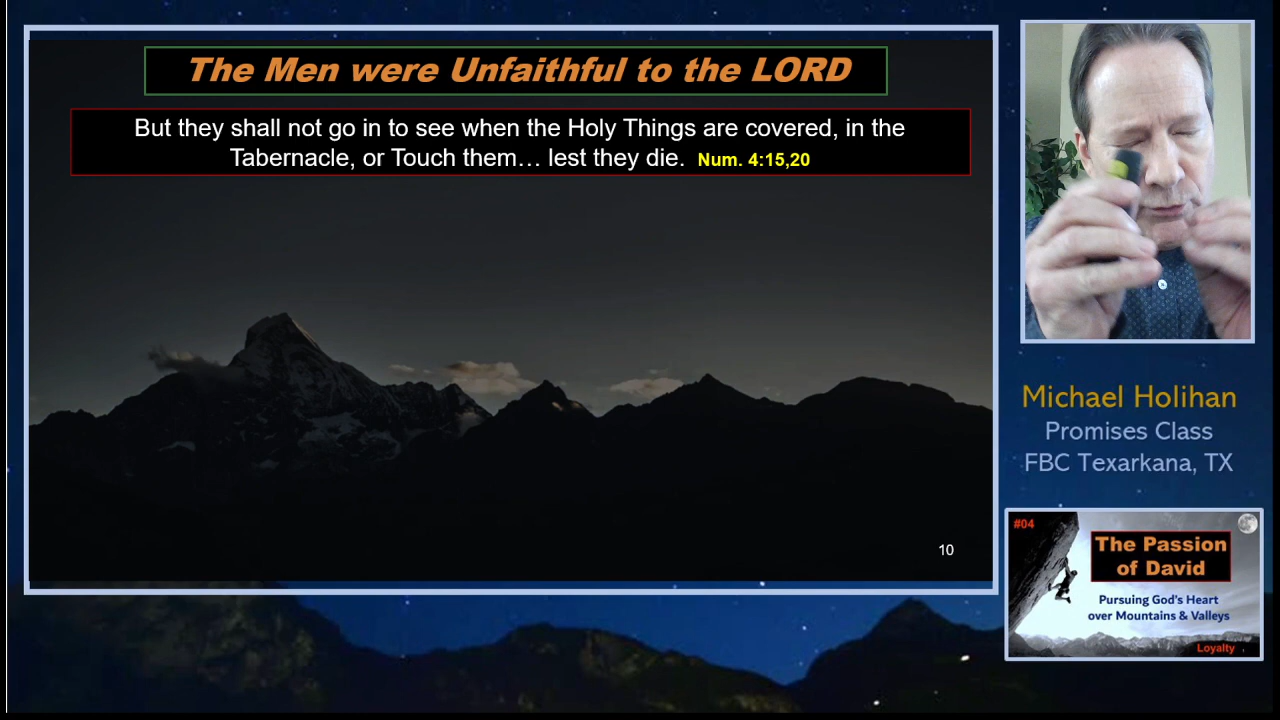 The Men were Unfaithful to the LORD
But they shall not go in to see when the Holy Things are covered, in the
Tabernacle, or Touch them… lest they die. Num. 4:15,20
10
Michael Holihan
Promises Class
FBC Texarkana, TX
#04
The Passion
of David
Pursuing God's Heart
over Mountains & Valleys
Loyalty